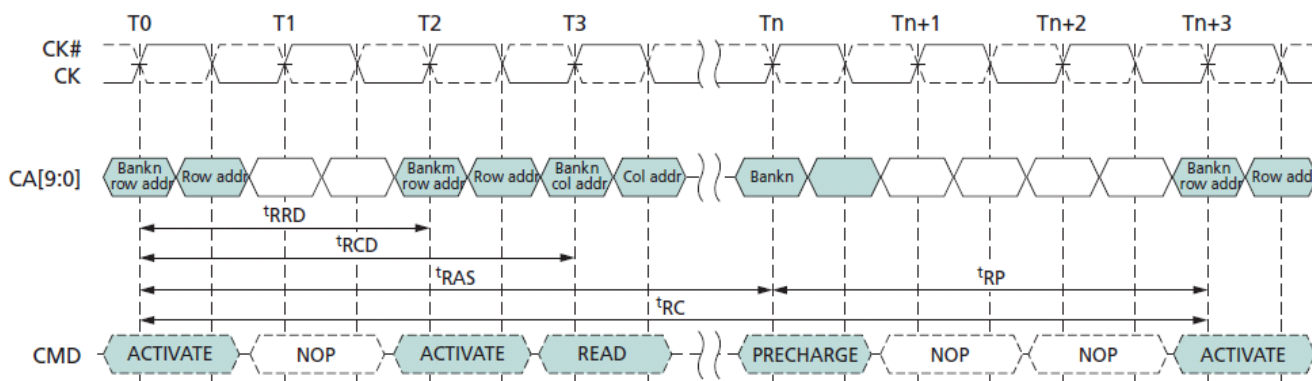 T0 T1 T2 T3 Tn Tn+1 Tn+2 Tn+3
CK#
CK
CA[9:0]
Bankn row addr
Row addr
Bankm row addr
Row addr
Bankn col addr
Col addr
Bankn
Bankn row addr
Row add
tRRD
tRCD
tRAS tRP
tRC
CMD ACTIVATE NOP ACTIVATE READ PRECHARGE NOP NOP ACTIVATE